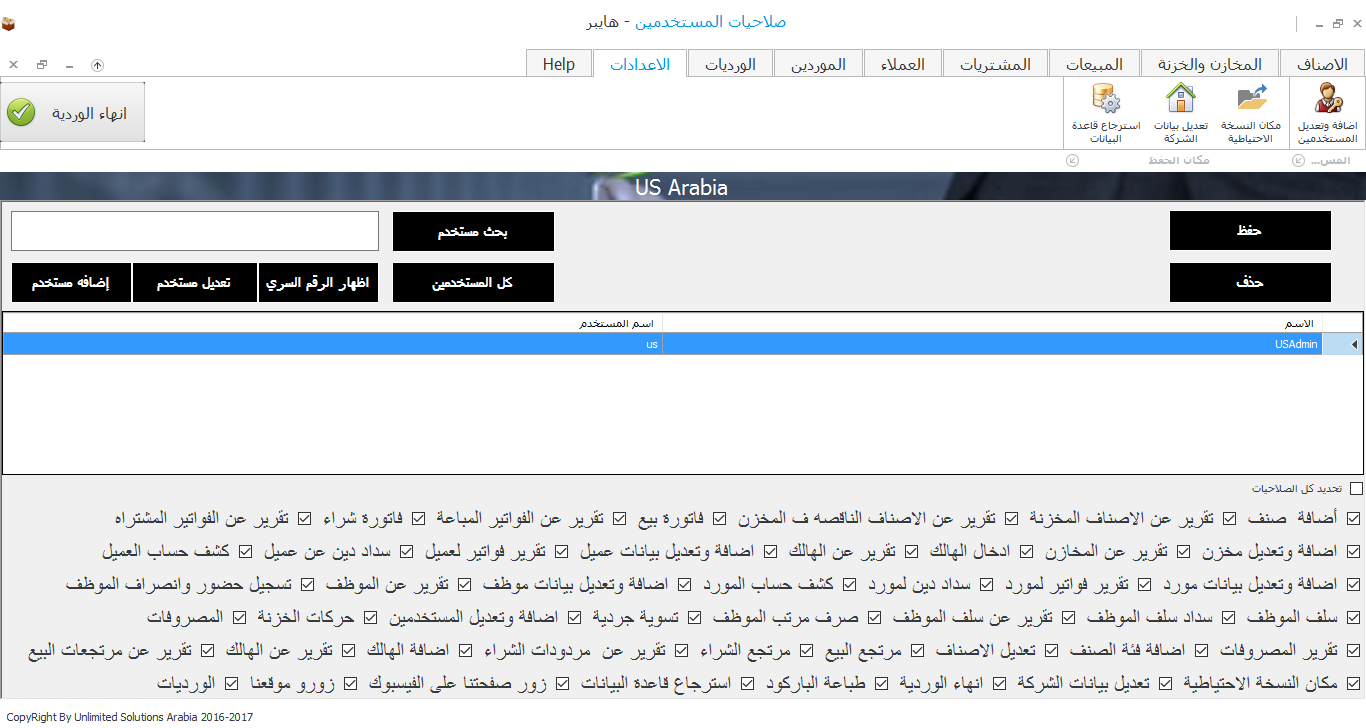 صلاحيات المستخدمين - هايبر
الاصناف المخازن والخزنة المبيعات المشتريات العملاء الموردين الورديات الاعدادات Help
اضافة وتعديل المستخدمين
مكان النسخة الاحتياطية
تعديل بيانات الشركة
استرجاع قاعدة البيانات
انهاء الوردية
المس... مكان الحفظ
US Arabia
حفظ بحث مستخدم
حذف كل المستخدمين اظهار الرقم السري تعديل مستخدم إضافه مستخدم
الاسم اسم المستخدم
USAdmin us
تحديد كل الصلاحيات
أضافة صنف تقرير عن الاصناف المخزنة تقرير عن الاصناف الناقصه ف المخزن فاتورة بيع تقرير عن الفواتير المباعة فاتورة شراء تقرير عن الفواتير المشتراه
اضافة وتعديل مخزن تقرير عن المخازن ادخال الهالك تقرير عن الهالك اضافة وتعديل بيانات عميل تقرير فواتير لعميل سداد دين عن عميل كشف حساب العميل
اضافة وتعديل بيانات مورد تقرير فواتير لمورد سداد دين لمورد كشف حساب المورد اضافة وتعديل بيانات موظف تقرير عن الموظف تسجيل حضور وانصراف الموظف
سلف الموظف سداد سلف الموظف تقرير عن سلف الموظف صرف مرتب الموظف تسوية جردية اضافة وتعديل المستخدمين حركات الخزنة المصروفات
تقرير المصروفات اضافة فئة الصنف تعديل الاصناف مرتجع البيع مرتجع الشراء تقرير عن مردودات الشراء اضافة الهالك تقرير عن الهالك تقرير عن مرتجعات البيع
مكان النسخة الاحتياطية تعديل بيانات الشركة انهاء الوردية طباعة الباركود استرجاع قاعدة البيانات زور صفحتنا على الفيسبوك زورو موقعنا الورديات
CopyRight By Unlimited Solutions Arabia 2016-2017